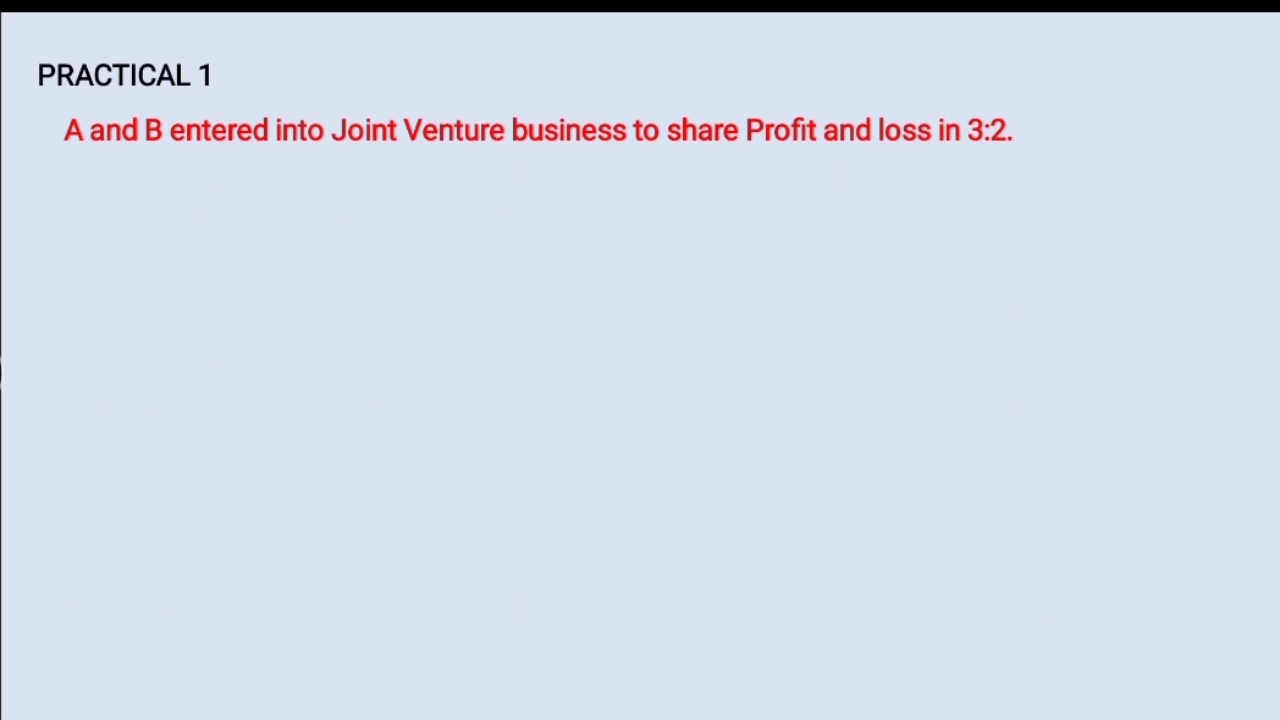 PRACTICAL 1
A and B entered into Joint Venture business to share Profit and loss in 3:2.